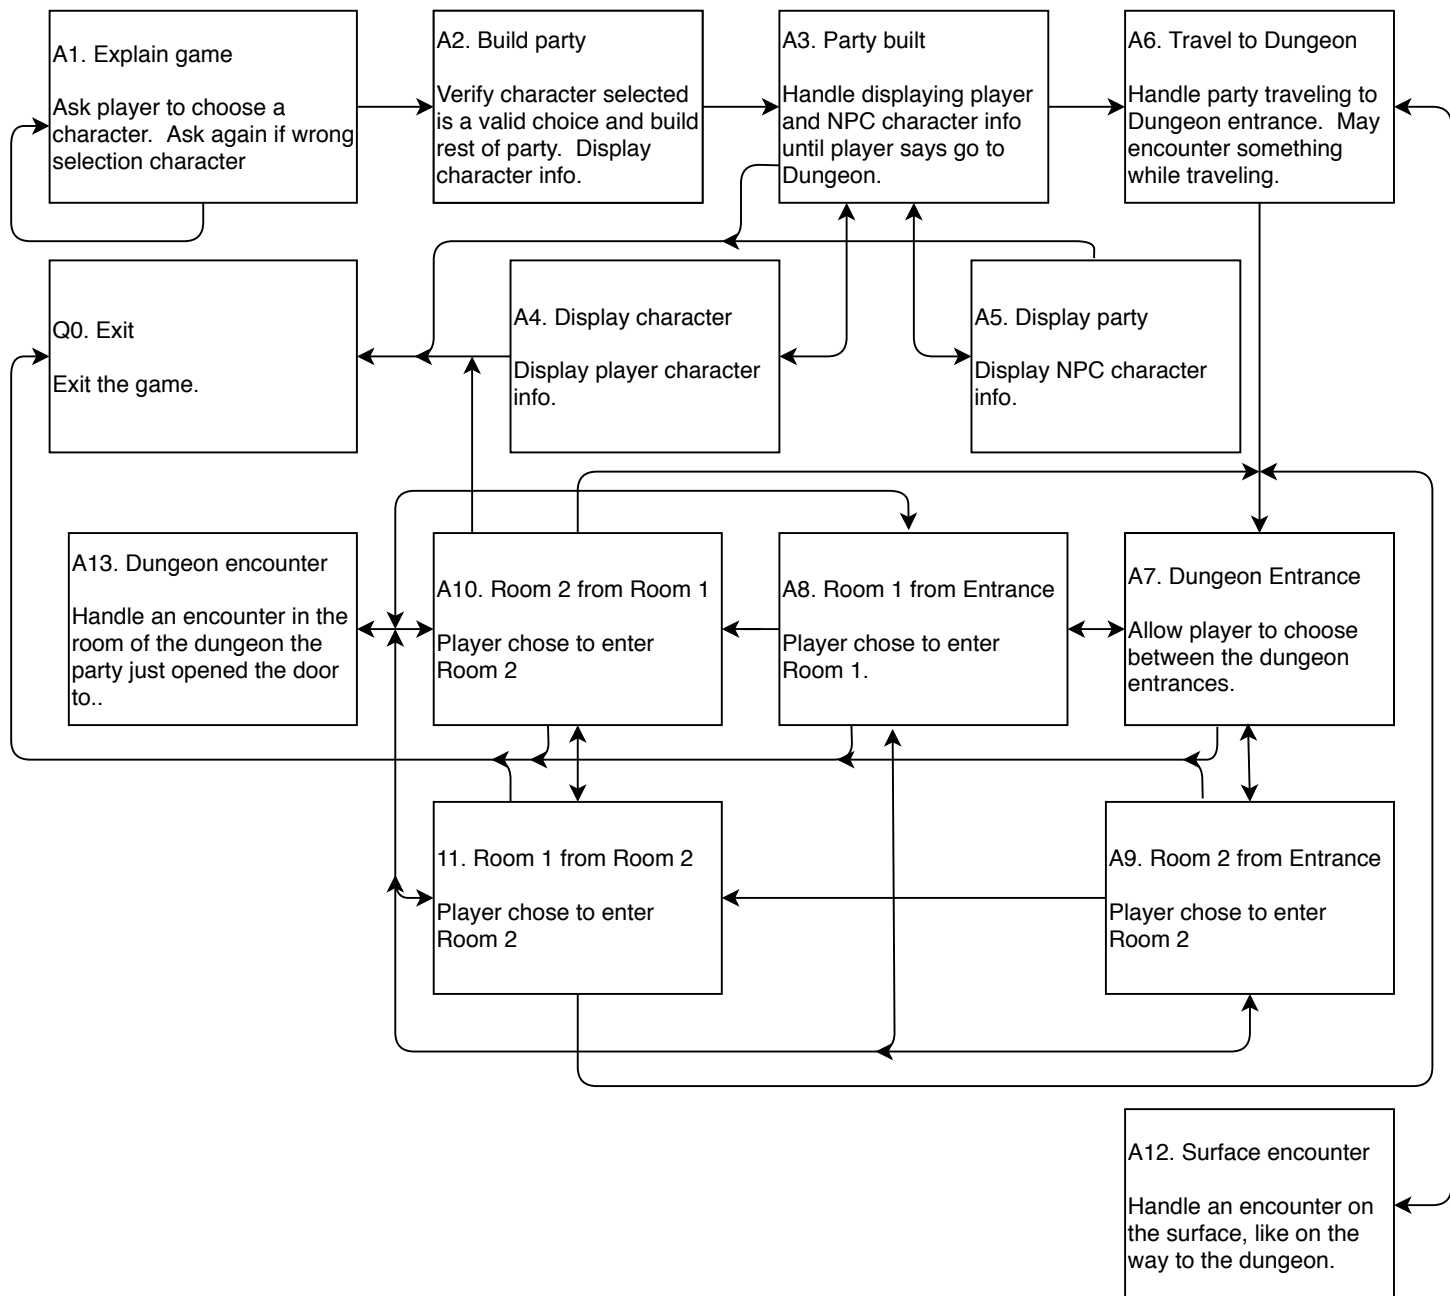 A1. Explain game
Ask player to choose a
character.  Ask again if wrong
selection character
A2. Build party
Verify character selected
is a valid choice and build
rest of party.  Display
character info.
A3. Party built
Handle displaying player
and NPC character info
until player says go to
Dungeon.
A6. Travel to Dungeon
Handle party traveling to
Dungeon entrance.  May
encounter something
while traveling.
Q0. Exit
Exit the game.
A4. Display character
Display player character
info.
A5. Display party
Display NPC character
info.
A13. Dungeon encounter
Handle an encounter in the
room of the dungeon the
party just opened the door
to..
A10. Room 2 from Room 1
Player chose to enter
Room 2
A8. Room 1 from Entrance
Player chose to enter
Room 1.
A7. Dungeon Entrance
Allow player to choose
between the dungeon
entrances.
11. Room 1 from Room 2
Player chose to enter
Room 2
A9. Room 2 from Entrance
Player chose to enter
Room 2
A12. Surface encounter
Handle an encounter on
the surface, like on the
way to the dungeon.